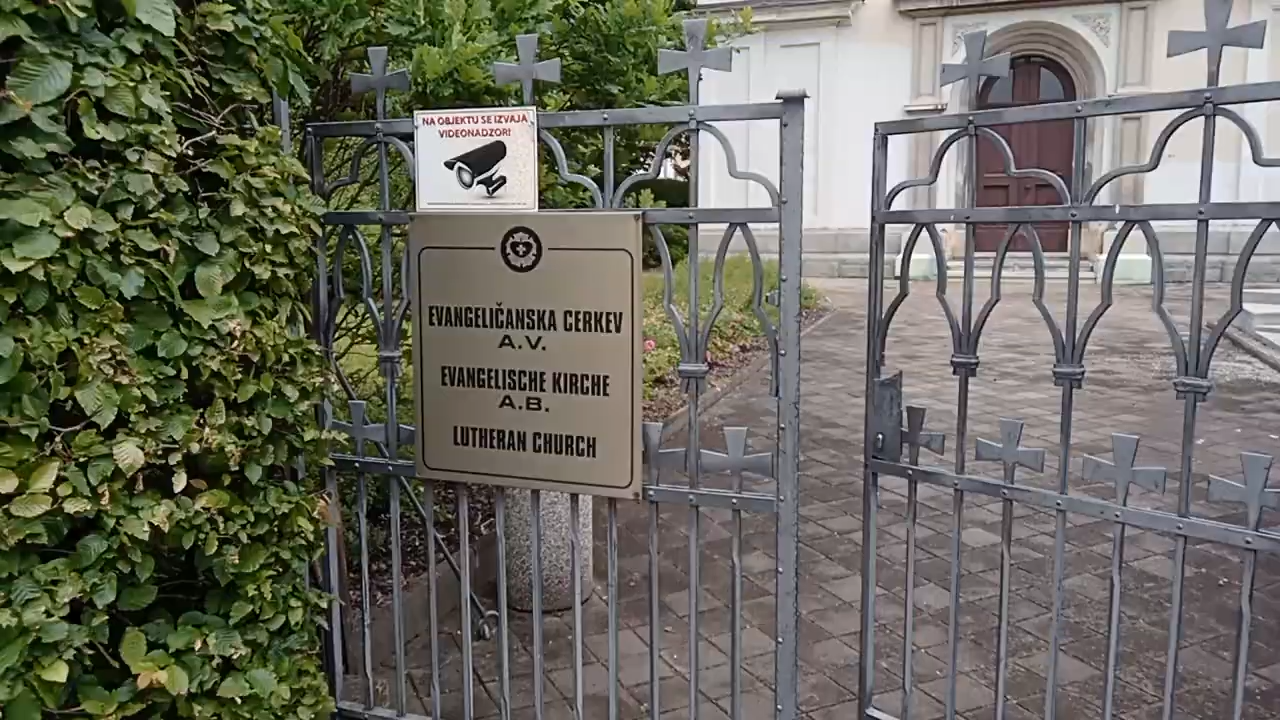 NA OBJEKTU SE IZVAJA
VIDEONADZOR!
EVANGELIČANSKA CERKEV
A.V.
EVANGELISCHE KIRCHE
A.B.
LUTHERAN CHURCH